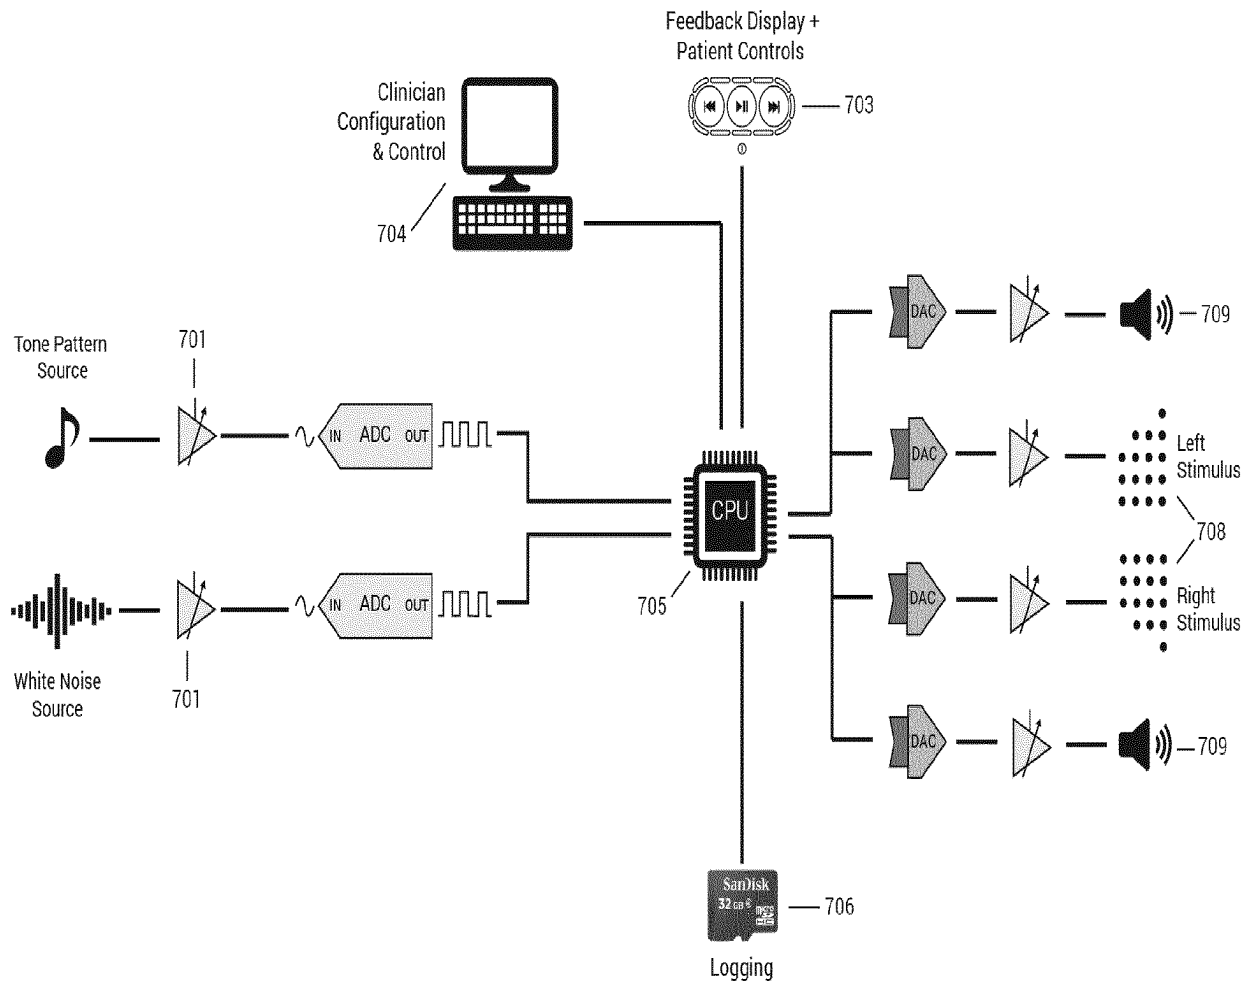 Feedback Display +
Patient Controls
703
Clinician
Configuration
& Control
704
Tone Pattern
Source
701
IN ADC OUT
White Noise
Source
701
IN ADC OUT
CPU
705
DAC
709
DAC
Left
Stimulus
708
DAC
Right
Stimulus
DAC
709
SanDisk
32 GB
micro
706
Logging